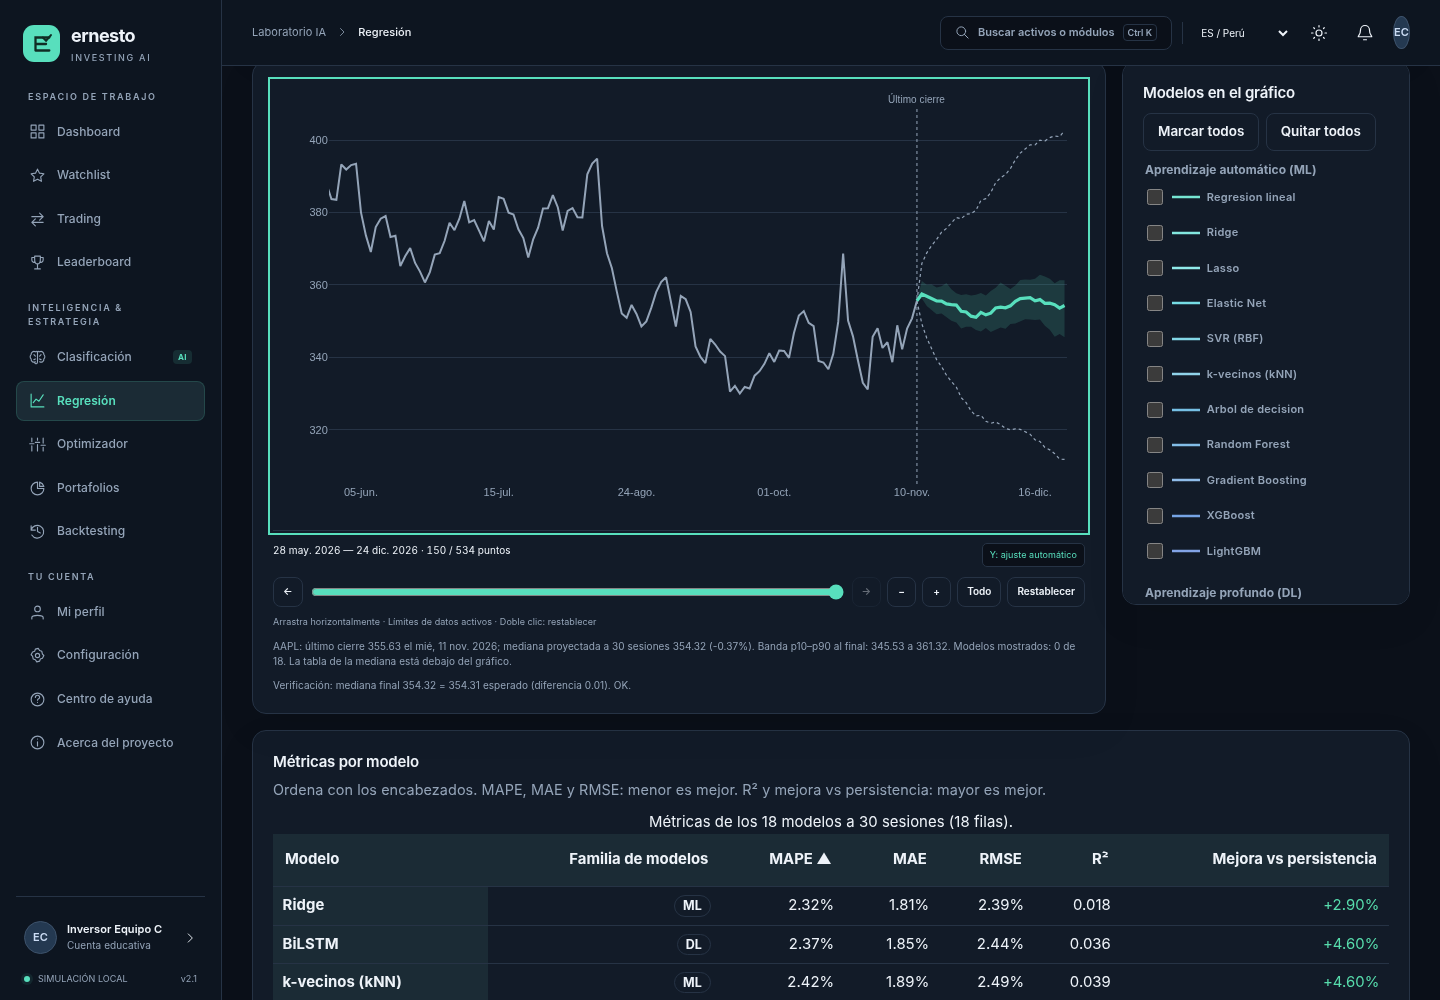 ernesto
INVESTING AI
ESPACIO DE TRABAJO
Dashboard
Watchlist
Trading
Leaderboard
INTELIGENCIA &
ESTRATEGIA
Clasificación
AI
Regresión
Optimizador
Portafolios
Backtesting
TU CUENTA
Mi perfil
Configuración
Centro de ayuda
Acerca del proyecto
EC
Inversor Equipo C
Cuenta educativa
SIMULACIÓN LOCAL
v2.1
Laboratorio IA
Regresión
Buscar activos o módulos
Ctrl K
ES / Perú
EC
Último cierre
400
380
360
340
320
05-jun.
15-jul.
24-ago.
01-oct.
10-nov.
16-dic.
28 may. 2026 — 24 dic. 2026 · 150 / 534 puntos
Y: ajuste automático
←
→
−
+
Todo
Restablecer
Arrastra horizontalmente · Límites de datos activos · Doble clic: restablecer
AAPL: último cierre 355.63 el mié, 11 nov. 2026; mediana proyectada a 30 sesiones 354.32 (-0.37%). Banda p10–p90 al final: 345.53 a 361.32. Modelos mostrados: 0 de
18. La tabla de la mediana está debajo del gráfico.
Verificación: mediana final 354.32 = 354.31 esperado (diferencia 0.01). OK.
Modelos en el gráfico
Marcar todos
Quitar todos
Aprendizaje automático (ML)
Regresion lineal
Ridge
Lasso
Elastic Net
SVR (RBF)
k-vecinos (kNN)
Arbol de decision
Random Forest
Gradient Boosting
XGBoost
LightGBM
Aprendizaje profundo (DL)
Métricas por modelo
Ordena con los encabezados. MAPE, MAE y RMSE: menor es mejor. R² y mejora vs persistencia: mayor es mejor.
Métricas de los 18 modelos a 30 sesiones (18 filas).
Modelo Familia de modelos MAPE ▲ MAE RMSE R² Mejora vs persistencia
Ridge ML 2.32% 1.81% 2.39% 0.018 +2.90%
BiLSTM DL 2.37% 1.85% 2.44% 0.036 +4.60%
k-vecinos (kNN) ML 2.42% 1.89% 2.49% 0.039 +4.60%